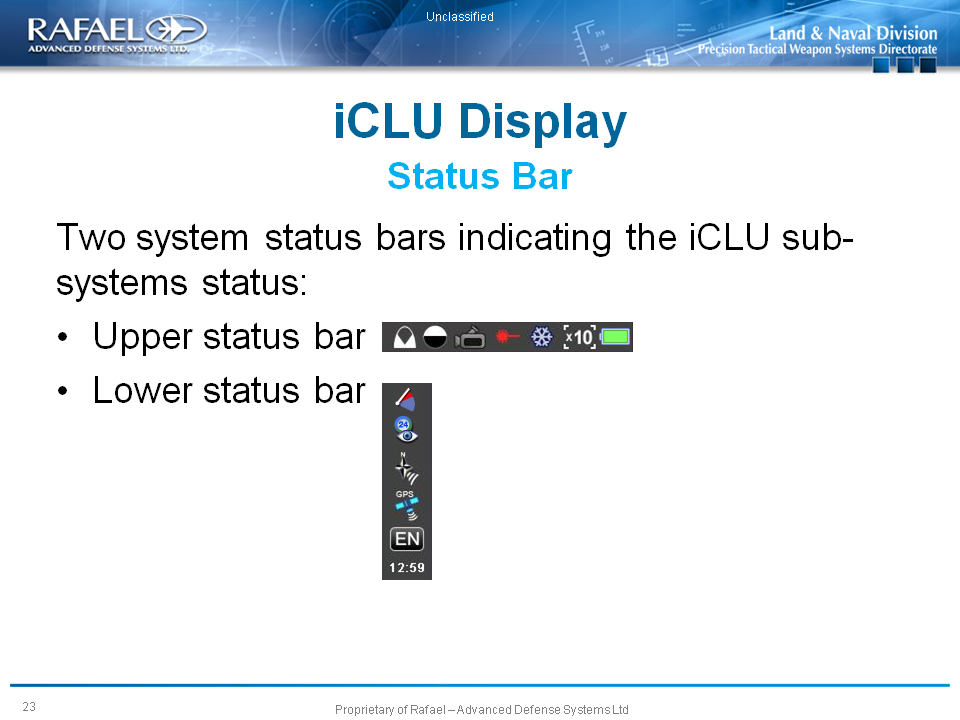 Unclassified
RAFAEL
ADVANCED DEFENSE SYSTEMS LTD.
Land & Naval Division
Precision Tactical Weapon Systems Directorate
iCLU Display
Status Bar
Two system status bars indicating the iCLU sub-
systems status:
• Upper status bar
x10
• Lower status bar
24
N
GPS
EN
12:59
23
Proprietary of Rafael – Advanced Defense Systems Ltd